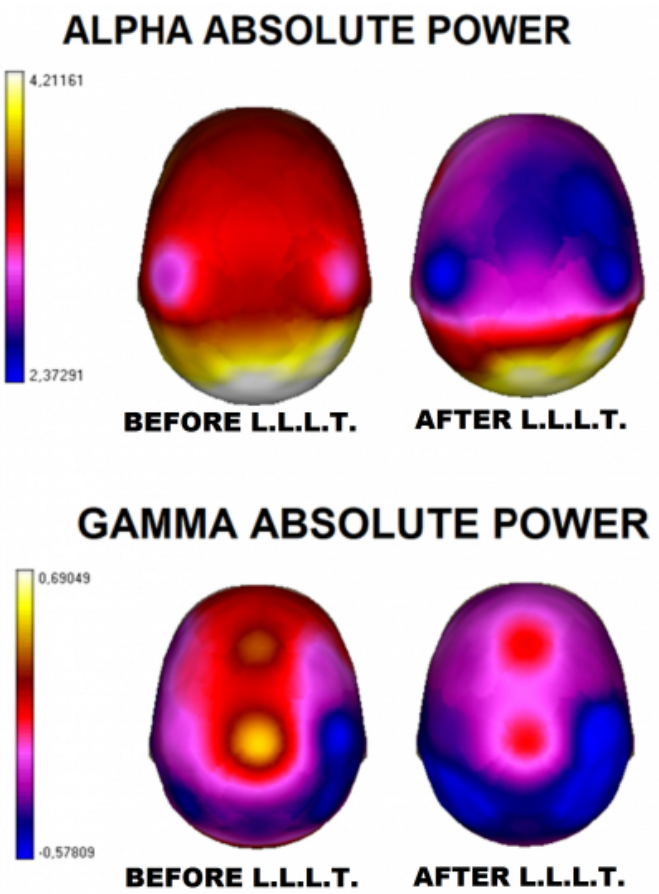 ALPHA ABSOLUTE POWER
4,21161
2,37291
BEFORE L.L.L.T.
AFTER L.L.L.T.
GAMMA ABSOLUTE POWER
0,69049
-0,57809
BEFORE L.L.L.T.
AFTER L.L.L.T.